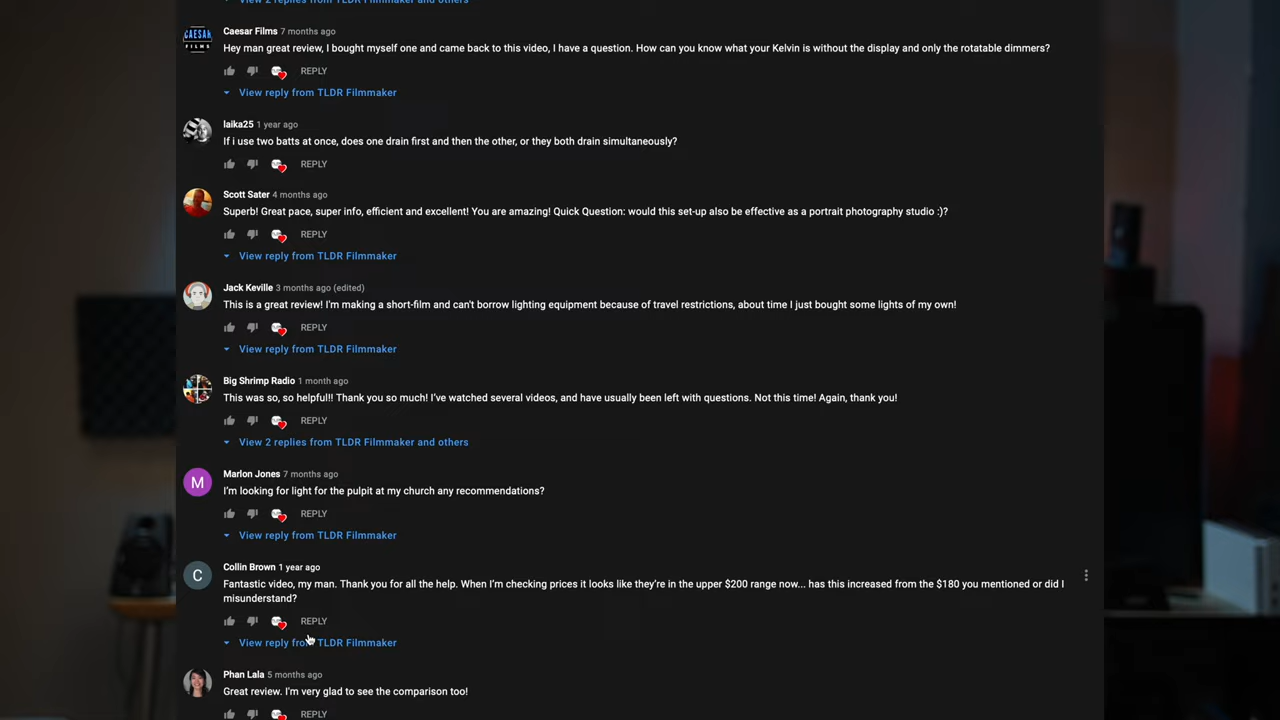 View 2 replies from TLDR Filmmaker and others
CAESAR
FILMS
Caesar Films 7 months ago
Hey man great review, I bought myself one and came back to this video, I have a question. How can you know what your Kelvin is without the display and only the rotatable dimmers?
REPLY
View reply from TLDR Filmmaker
laika25 1 year ago
If i use two batts at once, does one drain first and then the other, or they both drain simultaneously?
REPLY
Scott Sater 4 months ago
Superb! Great pace, super info, efficient and excellent! You are amazing! Quick Question: would this set-up also be effective as a portrait photography studio :)?
REPLY
View reply from TLDR Filmmaker
Jack Keville 3 months ago (edited)
This is a great review! I'm making a short-film and can't borrow lighting equipment because of travel restrictions, about time I just bought some lights of my own!
REPLY
View reply from TLDR Filmmaker
Big Shrimp Radio 1 month ago
This was so, so helpful!! Thank you so much! I've watched several videos, and have usually been left with questions. Not this time! Again, thank you!
REPLY
View 2 replies from TLDR Filmmaker and others
M
Marlon Jones 7 months ago
I'm looking for light for the pulpit at my church any recommendations?
REPLY
View reply from TLDR Filmmaker
C
Collin Brown 1 year ago
Fantastic video, my man. Thank you for all the help. When I'm checking prices it looks like they're in the upper $200 range now... has this increased from the $180 you mentioned or did I
misunderstand?
REPLY
View reply from TLDR Filmmaker
Phan Lala 5 months ago
Great review. I'm very glad to see the comparison too!
REPLY